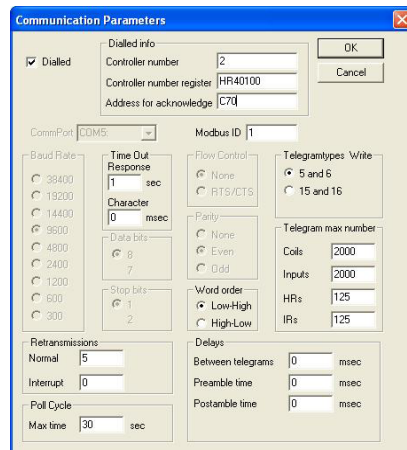 Communication Parameters
Dialled
Dialled info
Controller number 2
Controller number register HR40100
Address for acknowledge C70
OK
Cancel
CommPort COM5:
Modbus ID 1
Baud Rate
38400
19200
14400
9600
4800
2400
1200
600
300
Time Out
Response
1 sec
Character
0 msec
Data bits
8
7
Stop bits
1
2
Flow Control
None
RTS/CTS
Parity
None
Even
Odd
Word order
Low-High
High-Low
Telegramtypes Write
5 and 6
15 and 16
Telegram max number
Coils 2000
Inputs 2000
HRs 125
IRs 125
Retransmissions
Normal 5
Interrupt 0
Poll Cycle
Max time 30 sec
Delays
Between telegrams 0 msec
Preamble time 0 msec
Postamble time 0 msec